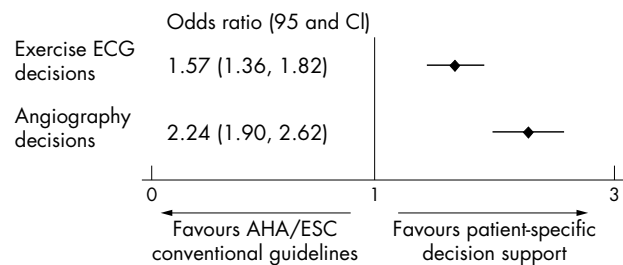 Odds ratio (95 and Cl)
Exercise ECG
decisions
1.57 (1.36, 1.82)
Angiography
decisions
2.24 (1.90, 2.62)
0
1
3
Favours AHA/ESC
conventional guidelines
Favours patient-specific
decision support